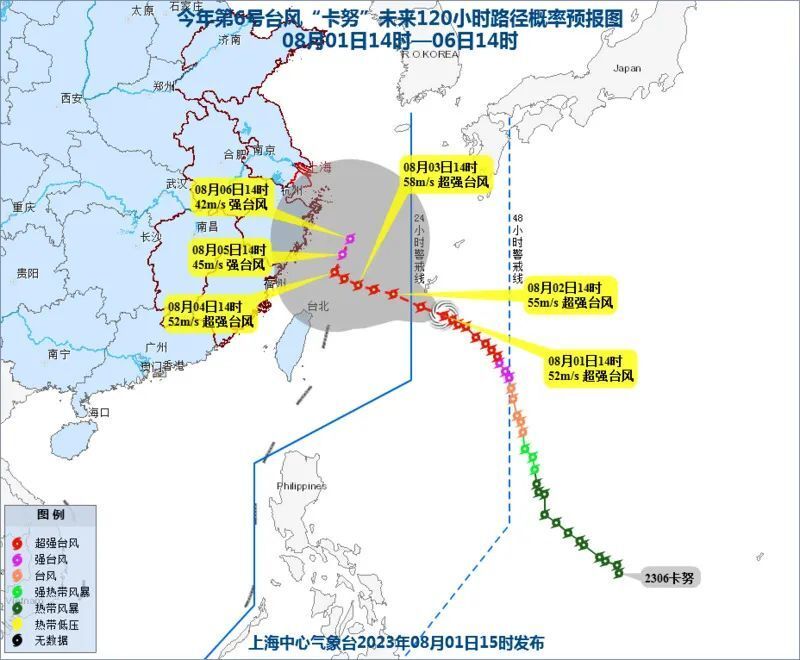 今年第6号台风“卡努”未来120小时路径概率预报图
08月01日14时—06日14时
太原
石家庄
济南
R.O.KOREA
Japan
郑州
西安
合肥
南京
上海
武汉
杭州
重庆
长沙
南昌
贵阳
福州
台北
广州
南宁
澳门香港
海口
Philippines
Vietnam
24小时警戒线
48小时警戒线
08月03日14时
58m/s 超强台风
08月06日14时
42m/s 强台风
08月05日14时
45m/s 强台风
08月04日14时
52m/s 超强台风
08月02日14时
55m/s 超强台风
08月01日14时
52m/s 超强台风
2306卡努
图 例
超强台风
强台风
台风
强热带风暴
热带风暴
热带低压
无数据
上海中心气象台2023年08月01日15时发布